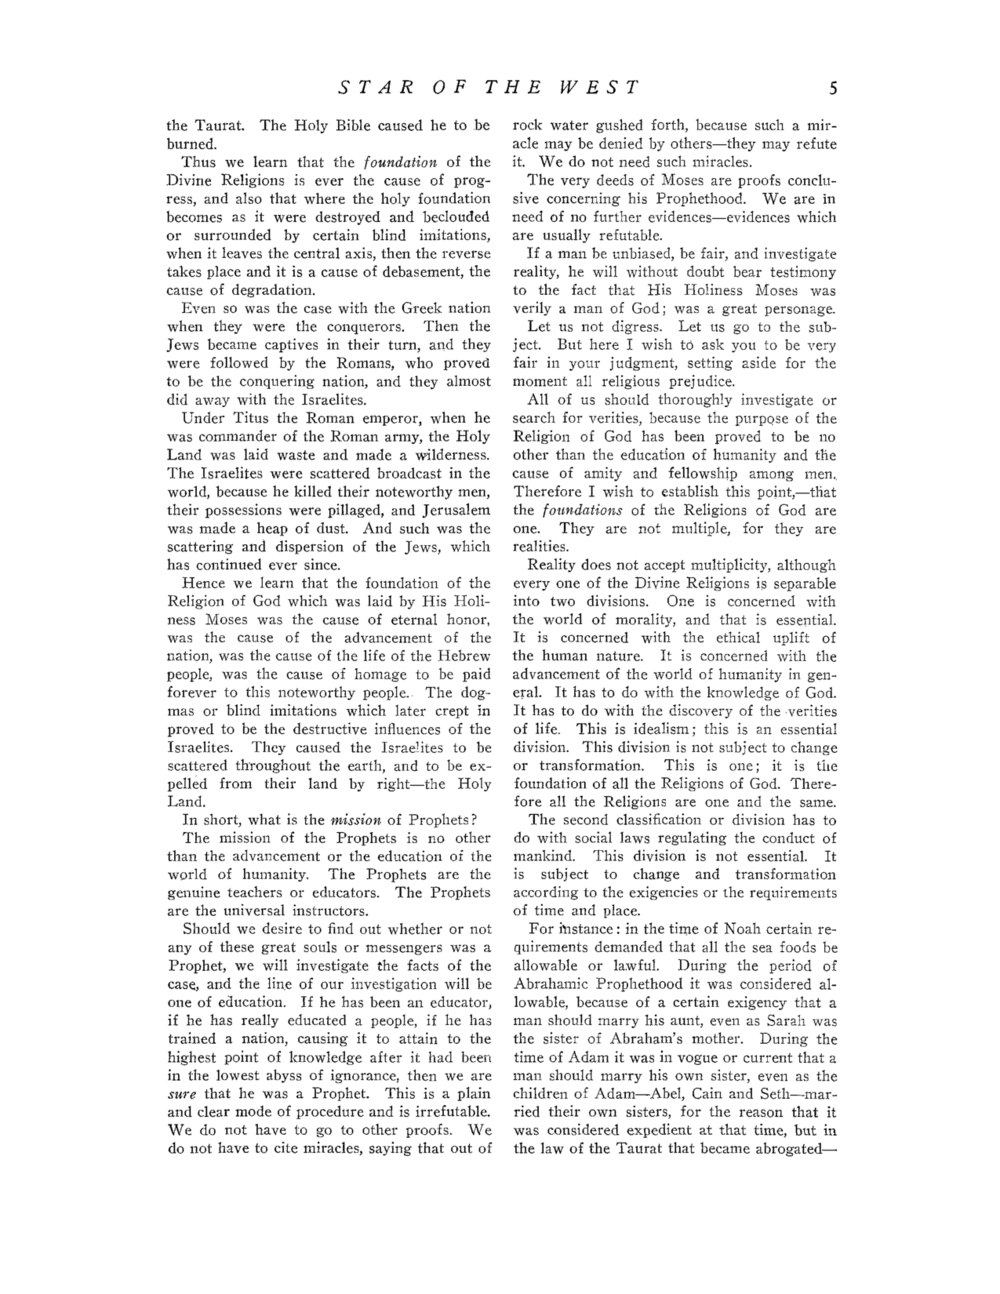 STAR OF THE WEST 5
the Taurat. The Holy Bible caused he to be
burned.
Thus we learn that the foundation of the
Divine Religions is ever the cause of prog-
ress, and also that where the holy foundation
becomes as it were destroyed and beclouded
or surrounded by certain blind imitations,
when it leaves the central axis, then the reverse
takes place and it is a cause of debasement, the
cause of degradation.
Even so was the case with the Greek nation
when they were the conquerors. Then the
Jews became captives in their turn, and they
were followed by the Romans, who proved
to be the conquering nation, and they almost
did away with the Israelites.
Under Titus the Roman emperor, when he
was commander of the Roman army, the Holy
Land was laid waste and made a wilderness.
The Israelites were scattered broadcast in the
world, because he killed their noteworthy men,
their possessions were pillaged, and Jerusalem
was made a heap of dust. And such was the
scattering and dispersion of the Jews, which
has continued ever since.
Hence we learn that the foundation of the
Religion of God which was laid by His Holi-
ness Moses was the cause of eternal honor,
was the cause of the advancement of the
nation, was the cause of the life of the Hebrew
people, was the cause of homage to be paid
forever to this noteworthy people. The dog-
mas or blind imitations which later crept in
proved to be the destructive influences of the
Israelites. They caused the Israelites to be
scattered throughout the earth, and to be ex-
pelled from their land by right—the Holy
Land.
In short, what is the mission of Prophets?
The mission of the Prophets is no other
than the advancement or the education of the
world of humanity. The Prophets are the
genuine teachers or educators. The Prophets
are the universal instructors.
Should we desire to find out whether or not
any of these great souls or messengers was a
Prophet, we will investigate the facts of the
case, and the line of our investigation will be
one of education. If he has been an educator,
if he has really educated a people, if he has
trained a nation, causing it to attain to the
highest point of knowledge after it had been
in the lowest abyss of ignorance, then we are
sure that he was a Prophet. This is a plain
and clear mode of procedure and is irrefutable.
We do not have to go to other proofs. We
do not have to cite miracles, saying that out of
rock water gushed forth, because such a mir-
acle may be denied by others—they may refute
it. We do not need such miracles.
The very deeds of Moses are proofs conclu-
sive concerning his Prophethood. We are in
need of no further evidences—evidences which
are usually refutable.
If a man be unbiased, be fair, and investigate
reality, he will without doubt bear testimony
to the fact that His Holiness Moses was
verily a man of God; was a great personage.
Let us not digress. Let us go to the sub-
ject. But here I wish to ask you to be very
fair in your judgment, setting aside for the
moment all religious prejudice.
All of us should thoroughly investigate or
search for verities, because the purpose of the
Religion of God has been proved to be no
other than the education of humanity and the
cause of amity and fellowship among men.
Therefore I wish to establish this point,—that
the foundations of the Religions of God are
one. They are not multiple, for they are
realities.
Reality does not accept multiplicity, although
every one of the Divine Religions is separable
into two divisions. One is concerned with
the world of morality, and that is essential.
It is concerned with the ethical uplift of
the human nature. It is concerned with the
advancement of the world of humanity in gen-
eral. It has to do with the knowledge of God.
It has to do with the discovery of the verities
of life. This is idealism; this is an essential
division. This division is not subject to change
or transformation. This is one; it is the
foundation of all the Religions of God. There-
fore all the Religions are one and the same.
The second classification or division has to
do with social laws regulating the conduct of
mankind. This division is not essential. It
is subject to change and transformation
according to the exigencies or the requirements
of time and place.
For instance: in the time of Noah certain re-
quirements demanded that all the sea foods be
allowable or lawful. During the period of
Abrahamic Prophethood it was considered al-
lowable, because of a certain exigency that a
man should marry his aunt, even as Sarah was
the sister of Abraham's mother. During the
time of Adam it was in vogue or current that a
man should marry his own sister, even as the
children of Adam—Abel, Cain and Seth—mar-
ried their own sisters, for the reason that it
was considered expedient at that time, but in
the law of the Taurat that became abrogated—